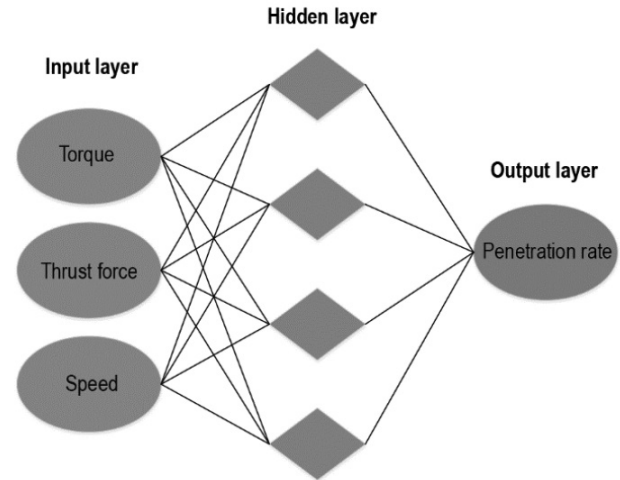 Hidden layer
Input layer
Torque
Output layer
Penetration rate
Thrust force
Speed